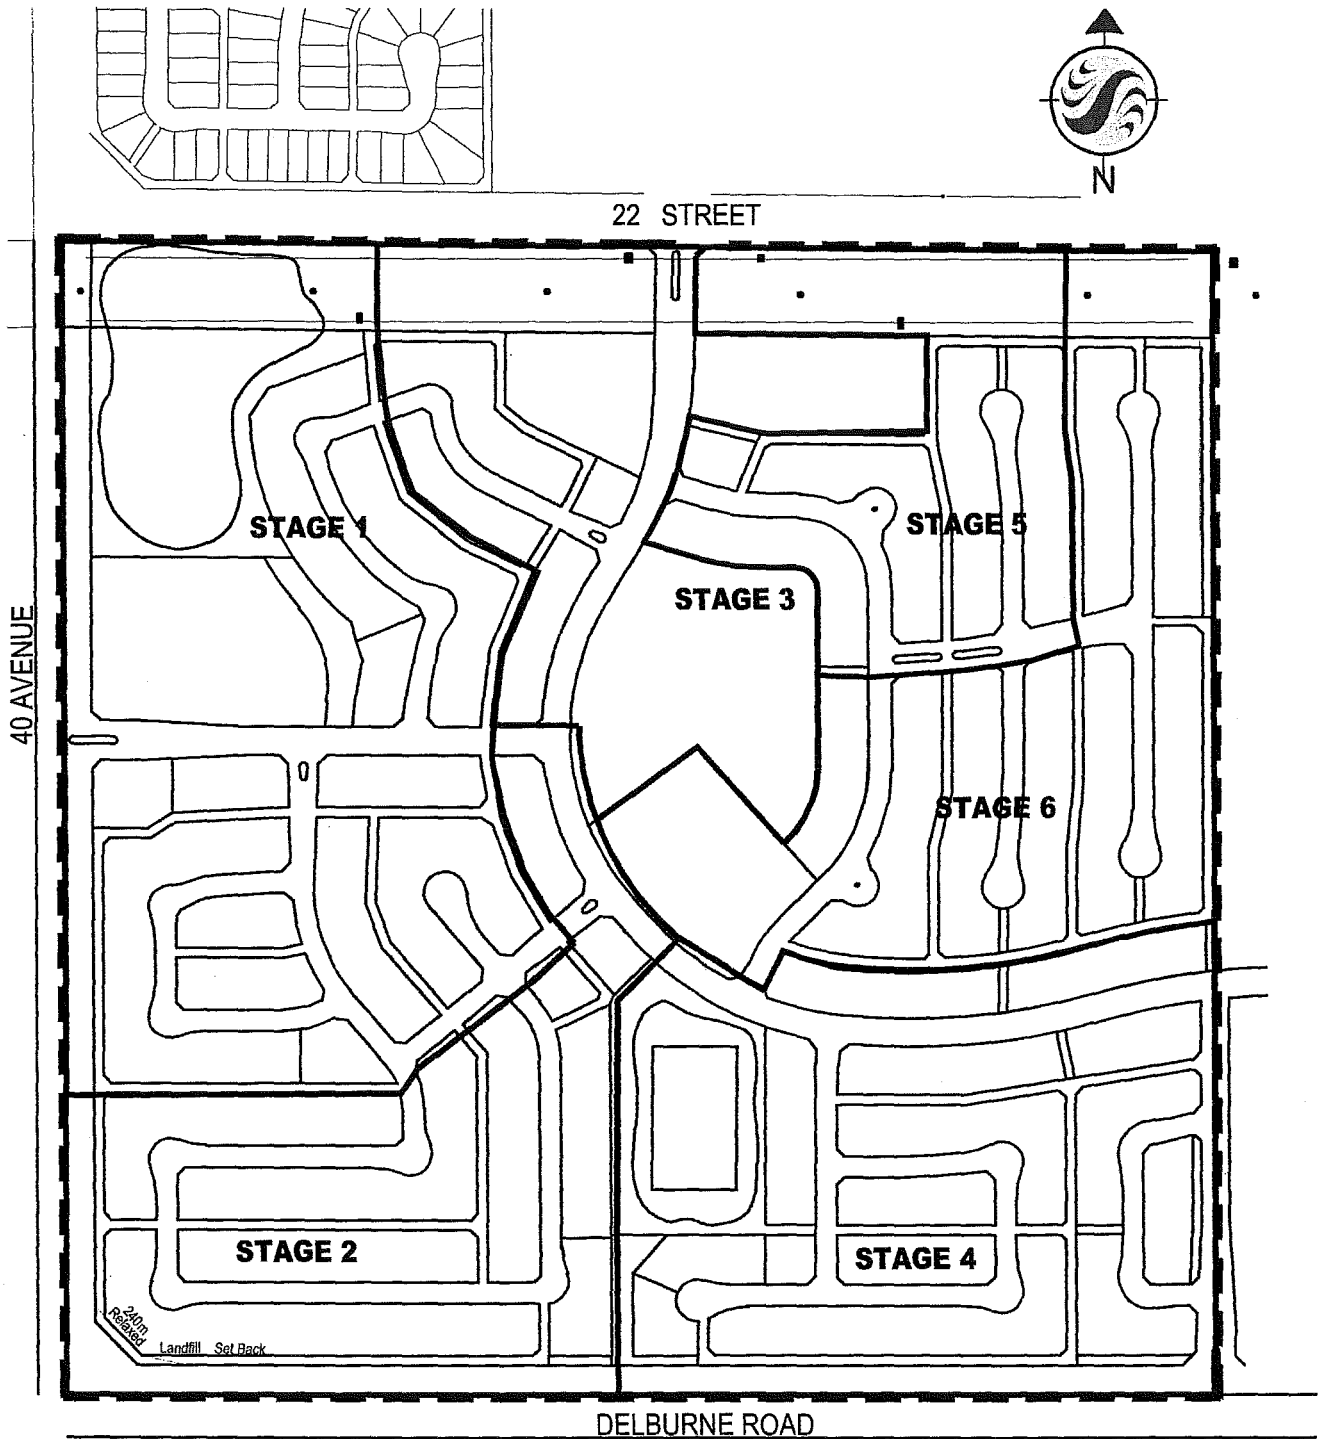 N
22 STREET
STAGE 1
STAGE 5
STAGE 3
40 AVENUE
STAGE 6
STAGE 2
STAGE 4
240m
Relaxed
Landfill Set Back
DELBURNE ROAD